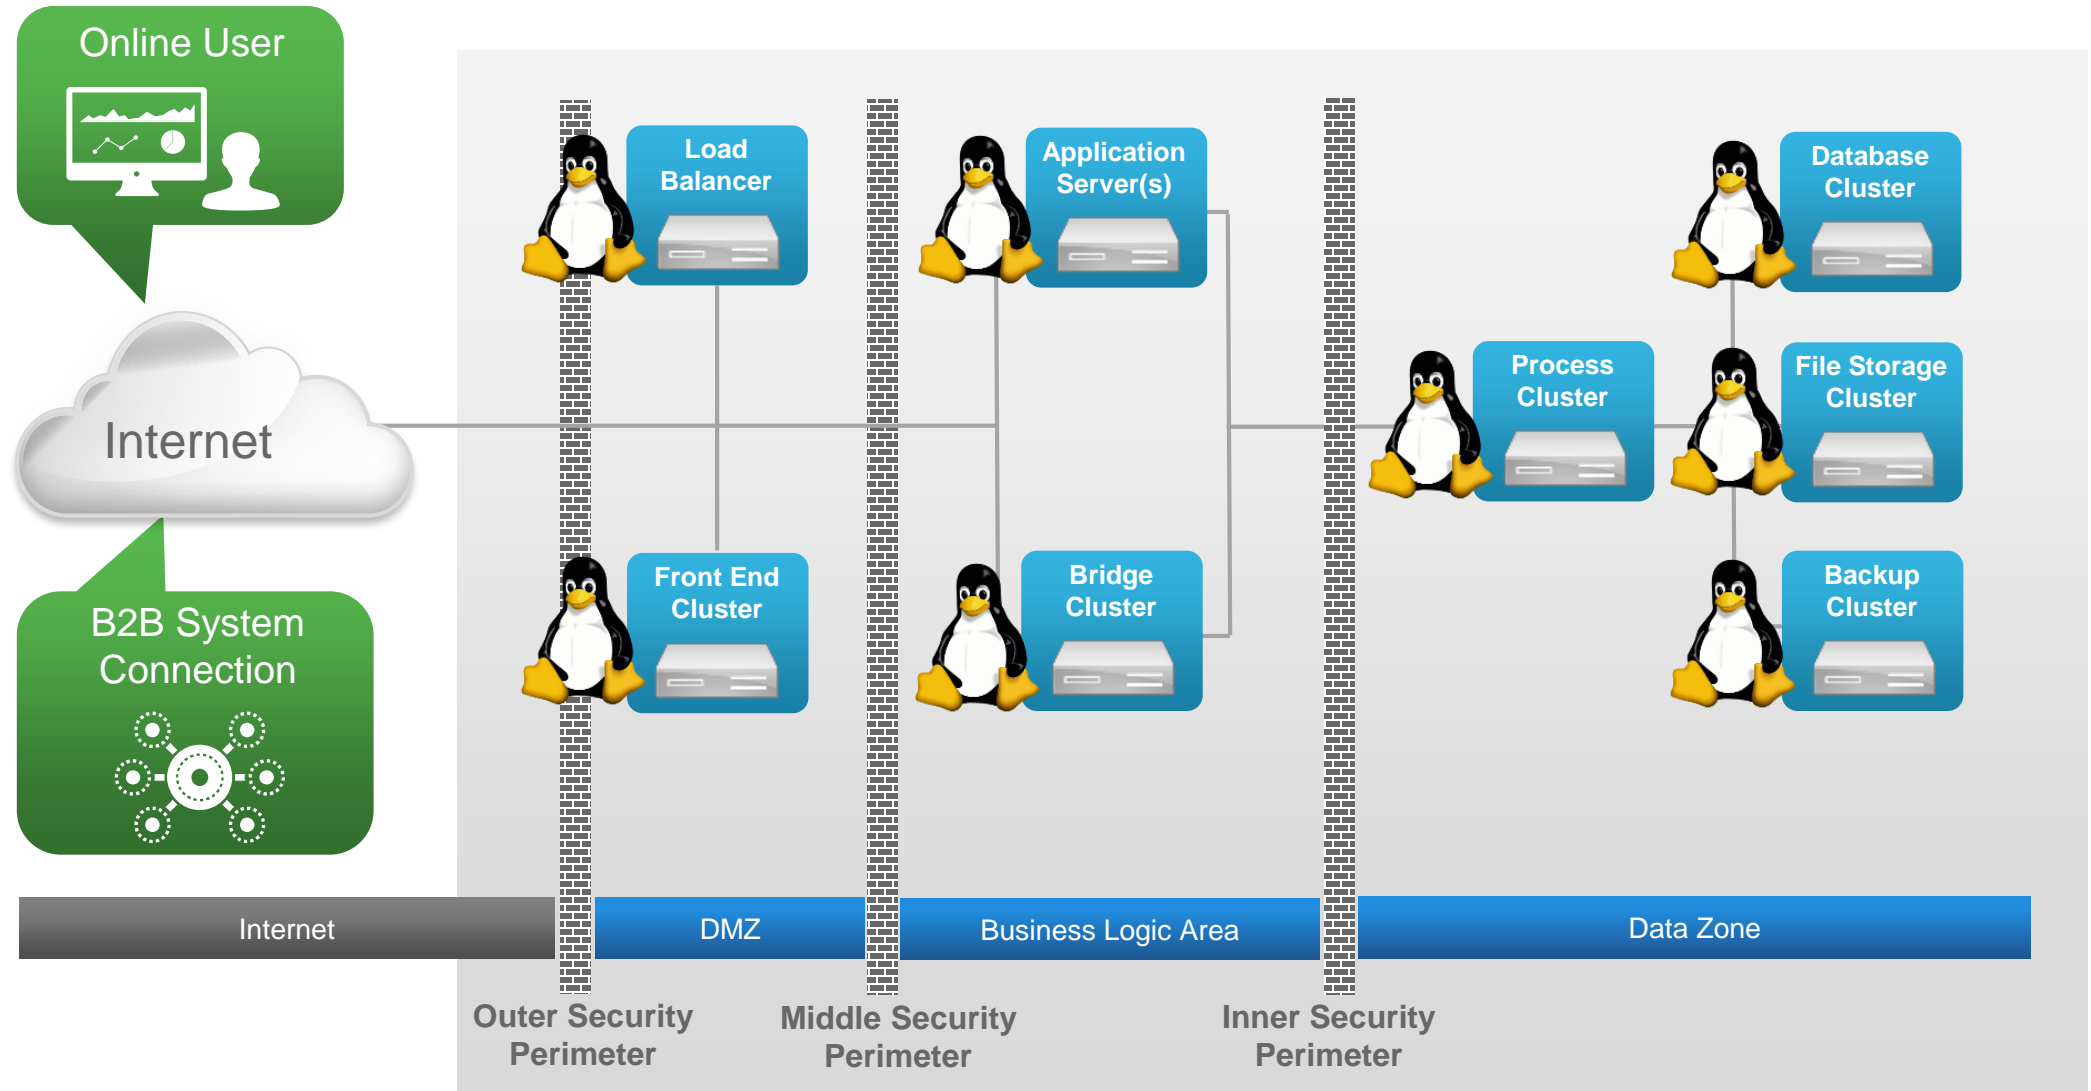 Online User
Internet
B2B System
Connection
Load
Balancer
Front End
Cluster
Application
Server(s)
Bridge
Cluster
Process
Cluster
Database
Cluster
File Storage
Cluster
Backup
Cluster
Internet
DMZ
Business Logic Area
Data Zone
Outer Security
Perimeter
Middle Security
Perimeter
Inner Security
Perimeter